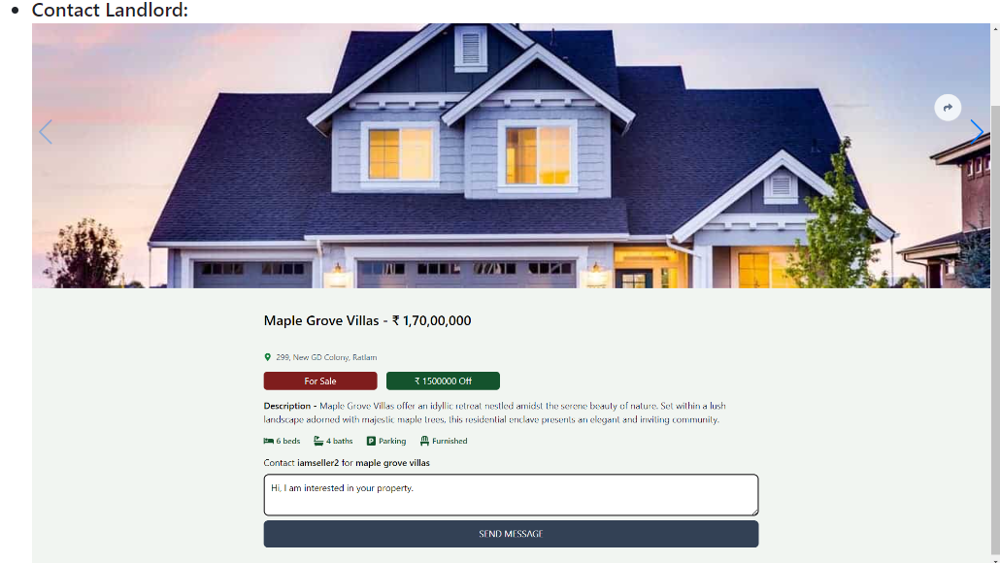 Contact Landlord:
Maple Grove Villas - ₹ 1,70,00,000
299, New GD Colony, Ratlam
For Sale
₹ 1500000 Off
Description - Maple Grove Villas offer an idyllic retreat nestled amidst the serene beauty of nature. Set within a lush
landscape adorned with majestic maple trees, this residential enclave presents an elegant and inviting community.
6 beds 4 baths Parking Furnished
Contact iamseller2 for maple grove villas
Hi, I am interested in your property.
SEND MESSAGE